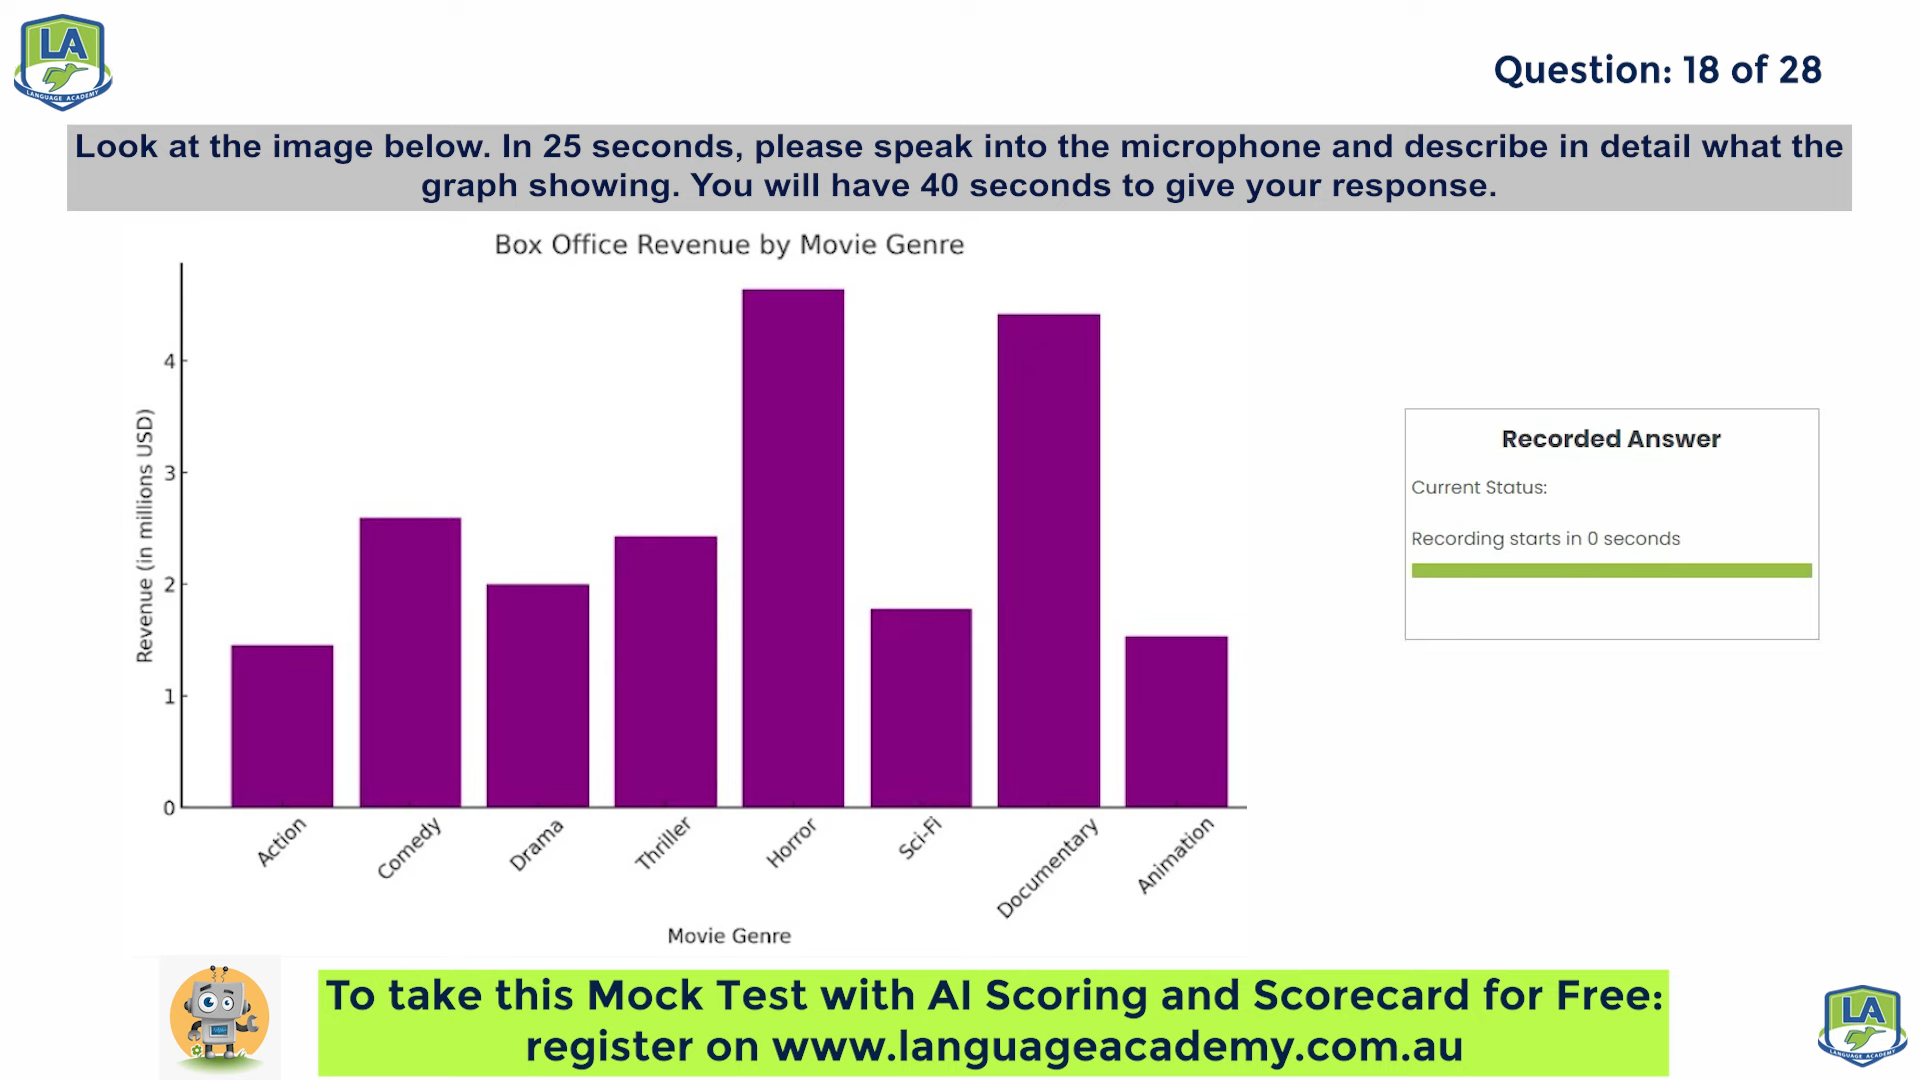 LA
LANGUAGE ACADEMY
Question: 18 of 28
Look at the image below. In 25 seconds, please speak into the microphone and describe in detail what the
graph showing. You will have 40 seconds to give your response.
Box Office Revenue by Movie Genre
Revenue (in millions USD)
4
3
2
1
0
Action
Comedy
Drama
Thriller
Horror
Sci-Fi
Documentary
Animation
Movie Genre
Recorded Answer
Current Status:
Recording starts in 0 seconds
To take this Mock Test with AI Scoring and Scorecard for Free:
register on www.languageacademy.com.au
LA
LANGUAGE ACADEMY